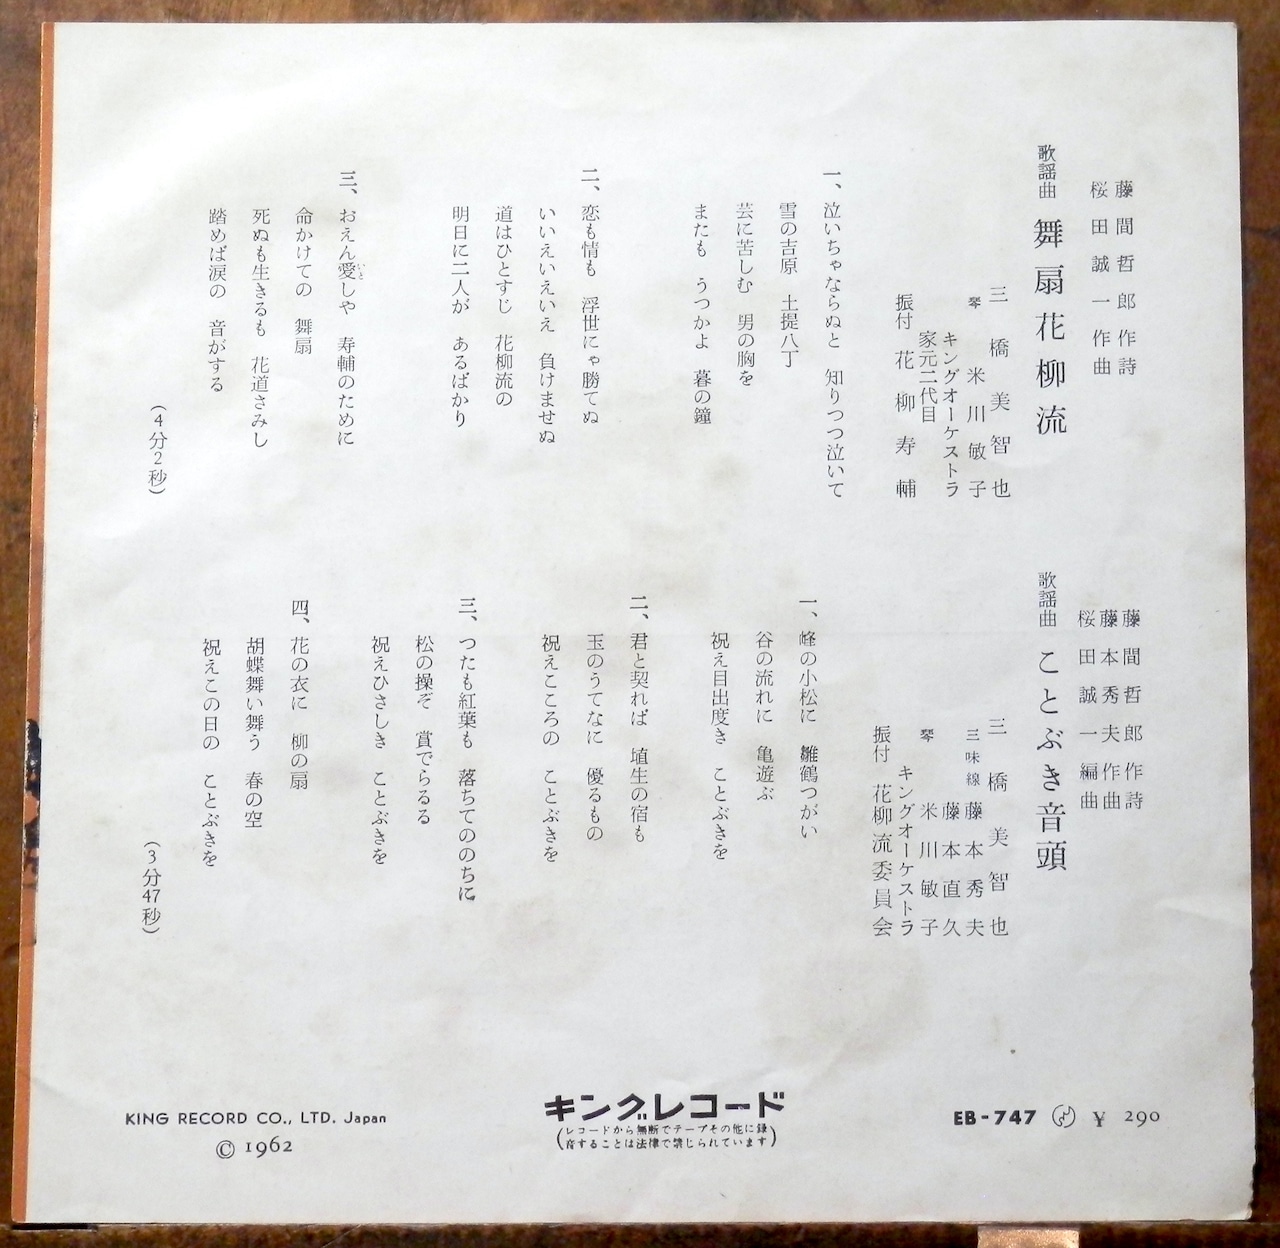 藤間哲郎作詩
桜田誠一作曲
歌謡曲 舞扇花柳流
三橋美智也
琴 米川敏子
キングオーケストラ
家元二代目
振付 花柳寿輔
一、泣いちゃならぬと 知りつつ泣いて
雪の吉原 土提八丁
芸に苦しむ 男の胸を
またも うつかよ 暮の鐘
二、恋も情も 浮世にゃ勝てぬ
いいえいえいえ 負けませぬ
道はひとすじ 花柳流の
明日に二人が あるばかり
三、おえん愛しや 寿輔のために
いと
命かけての 舞扇
死ぬも生きるも 花道さみし
踏めば涙の 音がする
(4分2秒)
藤間哲郎作詩
藤本秀夫作曲
桜田誠一編曲
歌謡曲 ことぶき音頭
三橋美智也
三味線 藤本秀夫
藤本直久
琴 米川敏子
キングオーケストラ
振付 花柳流委員会
一、峰の小松に 雛鶴つがい
谷の流れに 亀遊ぶ
祝え目出度き ことぶきを
二、君と契れば 埴生の宿も
玉のうてなに 優るもの
祝えこころの ことぶきを
三、つたも紅葉も 落ちてののちに
松の操ぞ 賞でらるる
祝えひさしき ことぶきを
四、花の衣に 柳の扇
胡蝶舞い舞う 春の空
祝えこの日の ことぶきを
(3分47秒)
KING RECORD CO., LTD. Japan
© 1962
キングレコード
(レコードから無断でテープその他に録
音することは法律で禁じられています)
EB-747 ¥ 290